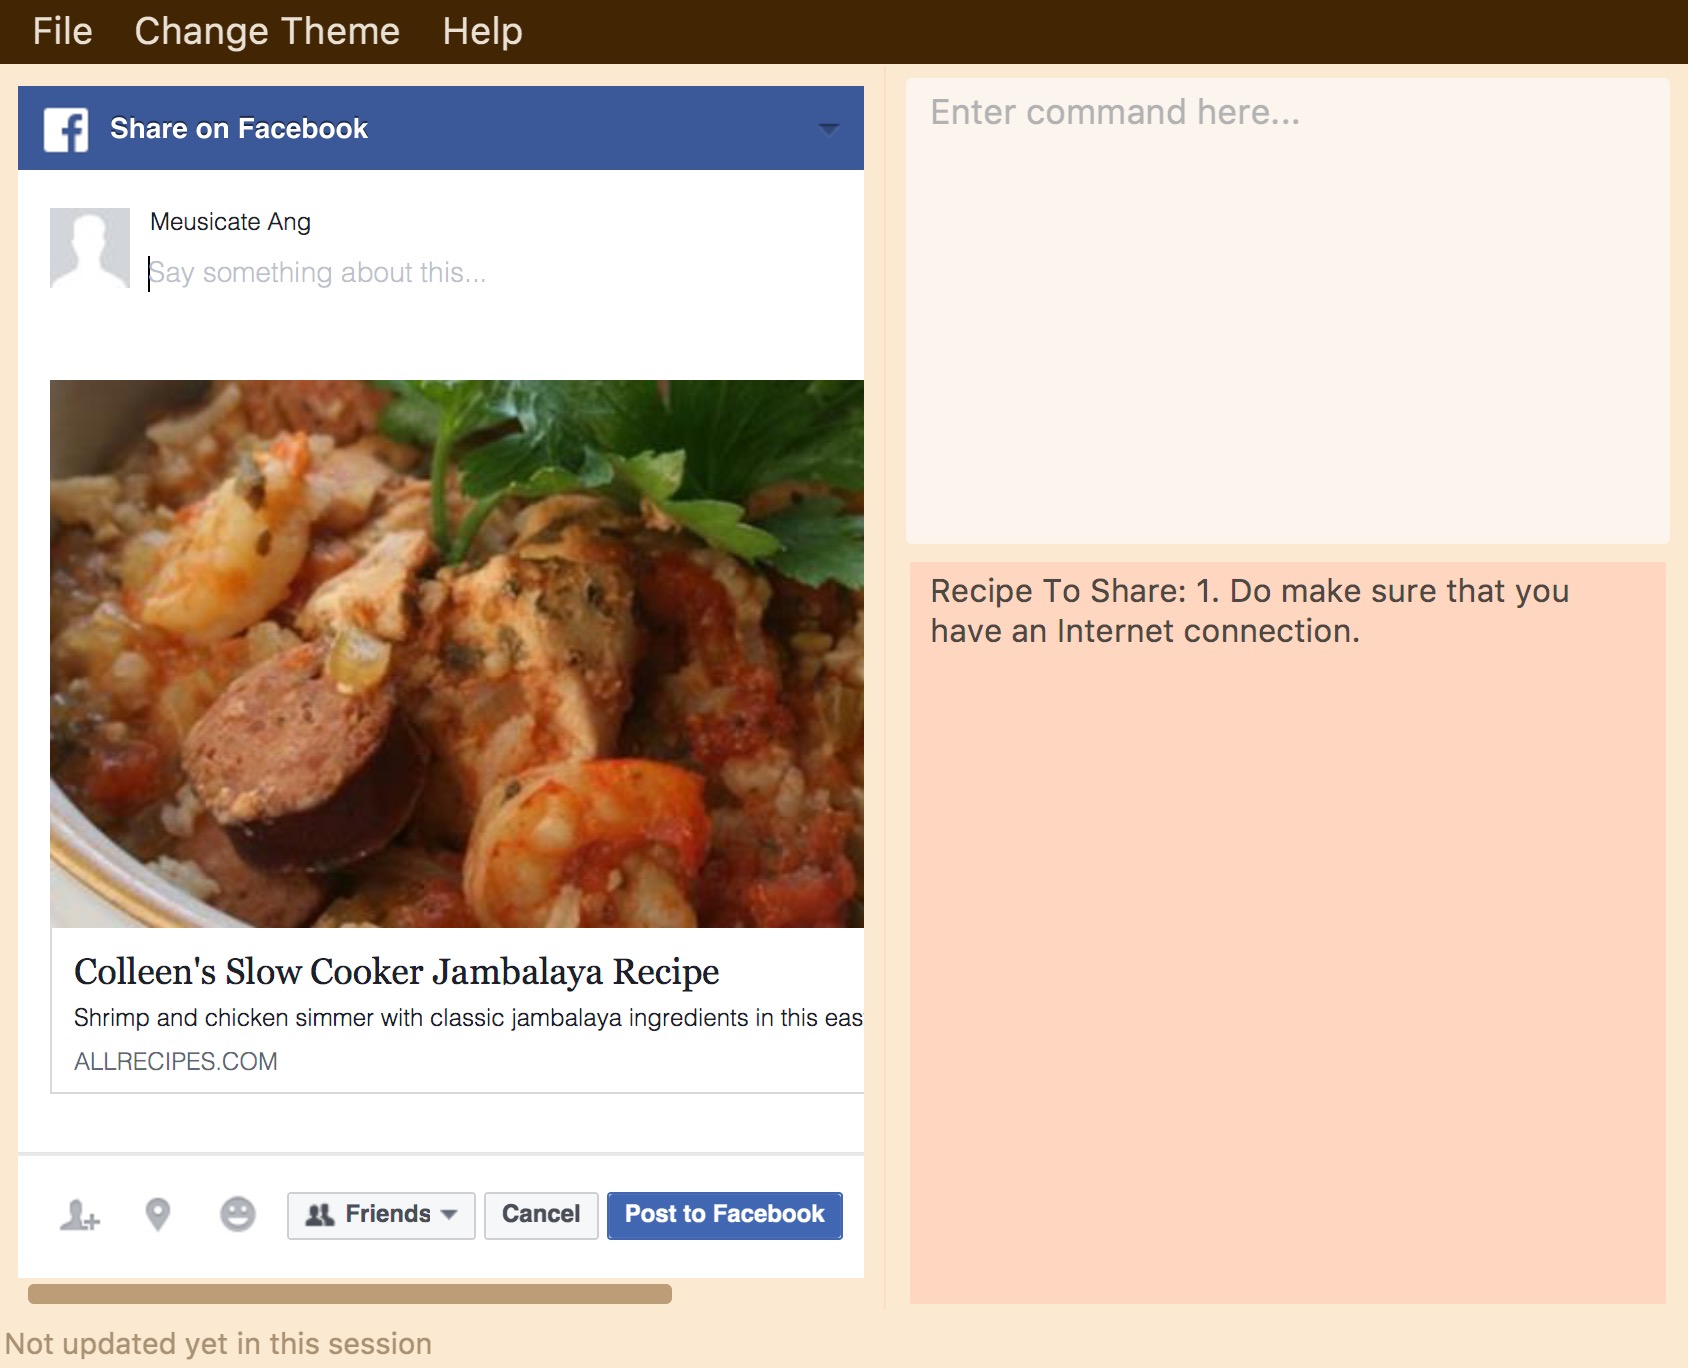 File Change Theme Help
Share on Facebook
Meusicate Ang
Say something about this...
Colleen's Slow Cooker Jambalaya Recipe
Shrimp and chicken simmer with classic jambalaya ingredients in this eas
ALLRECIPES.COM
Friends Cancel Post to Facebook
Enter command here...
Recipe To Share: 1. Do make sure that you
have an Internet connection.
Not updated yet in this session